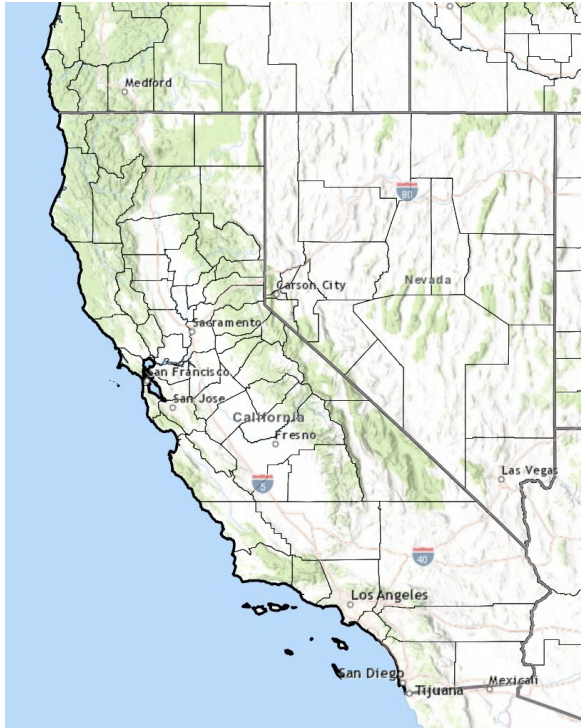 Medford
80
Carson City
Nevada
Sacramento
San Francisco
San Jose
California
Fresno
5
Las Vegas
40
Los Angeles
San Diego
Tijuana
Mexicali